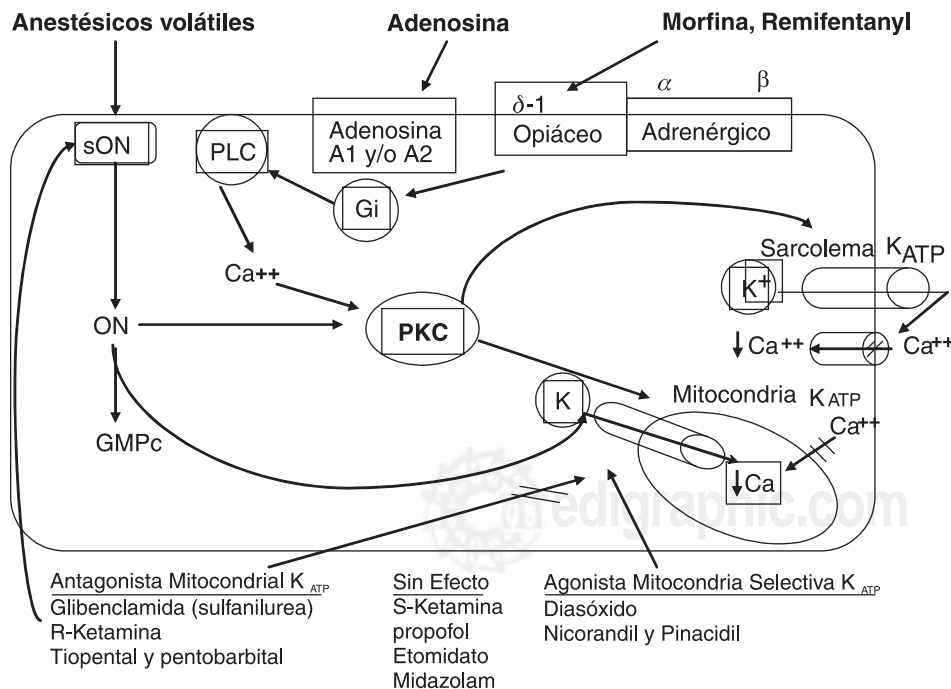 Anestésicos volátiles
Adenosina
Morfina, Remifentanyl
α
β
δ-1
Opiáceo
Adrenérgico
sON
PLC
Adenosina
A1 y/o A2
Gi
Sarcolema KATP
K+
Ca++
ON
PKC
↓ Ca++
Ca++
Mitocondria KATP
K
Ca++
GMPc
↓Ca
edigraphic.com
Antagonista Mitocondrial KATP
Glibenclamida (sulfanilurea)
R-Ketamina
Tiopental y pentobarbital
Sin Efecto
S-Ketamina
propofol
Etomidato
Midazolam
Agonista Mitocondria Selectiva KATP
Diasóxido
Nicorandil y Pinacidil